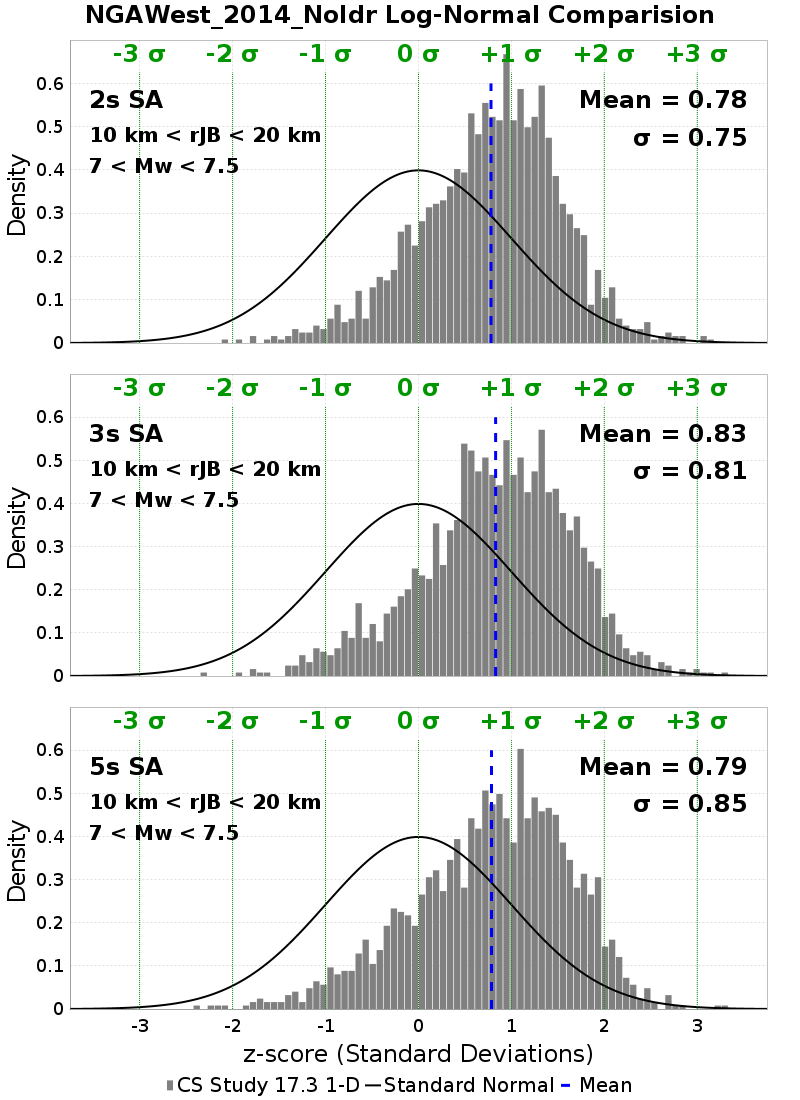 NGAWest_2014_NoIdr Log-Normal Comparision
-3 σ -2 σ -1 σ 0 σ +1 σ +2 σ +3 σ
0.6
2s SA Mean = 0.78
0.5
10 km < rJB < 20 km σ = 0.75
7 < Mw < 7.5
0.4
0.3
0.2
0.1
0
Density
-3 σ -2 σ -1 σ 0 σ +1 σ +2 σ +3 σ
0.6
3s SA Mean = 0.83
0.5
10 km < rJB < 20 km σ = 0.81
7 < Mw < 7.5
0.4
0.3
0.2
0.1
0
Density
-3 σ -2 σ -1 σ 0 σ +1 σ +2 σ +3 σ
0.6
5s SA Mean = 0.79
0.5
10 km < rJB < 20 km σ = 0.85
7 < Mw < 7.5
0.4
0.3
0.2
0.1
0
Density
-3 -2 -1 0 1 2 3
z-score (Standard Deviations)
CS Study 17.3 1-D Standard Normal Mean